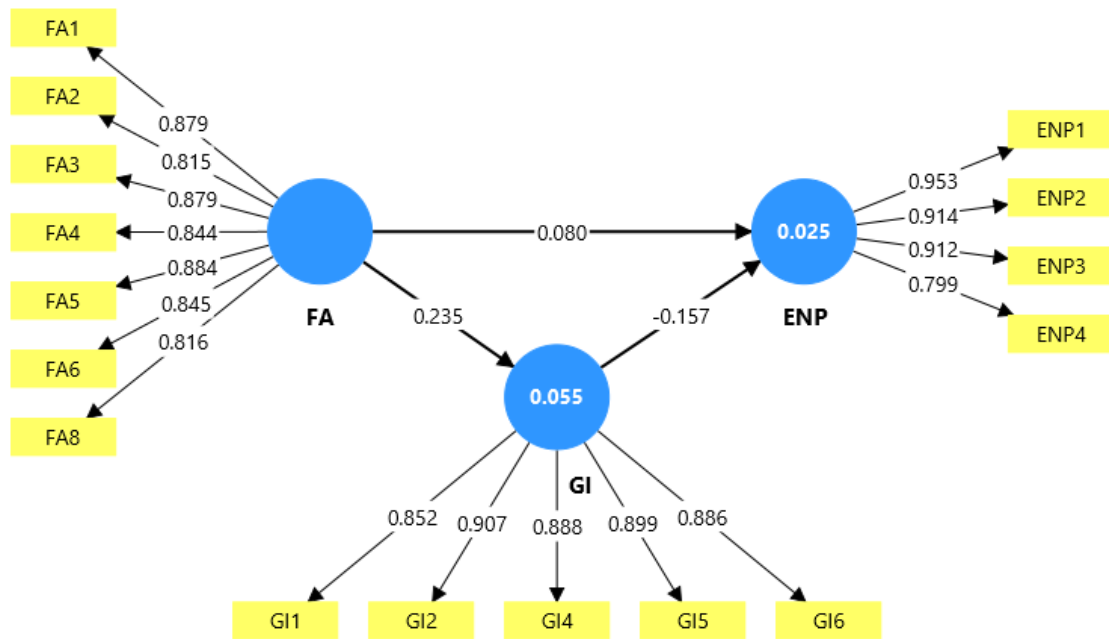 FA1
FA2
FA3
FA4
FA5
FA6
FA8
0.879
0.815
0.879
0.844
0.884
0.845
0.816
FA
0.080
0.235
-0.157
0.025
ENP
0.953
0.914
0.912
0.799
ENP1
ENP2
ENP3
ENP4
0.055
GI
0.852
0.907
0.888
0.899
0.886
GI1
GI2
GI4
GI5
GI6